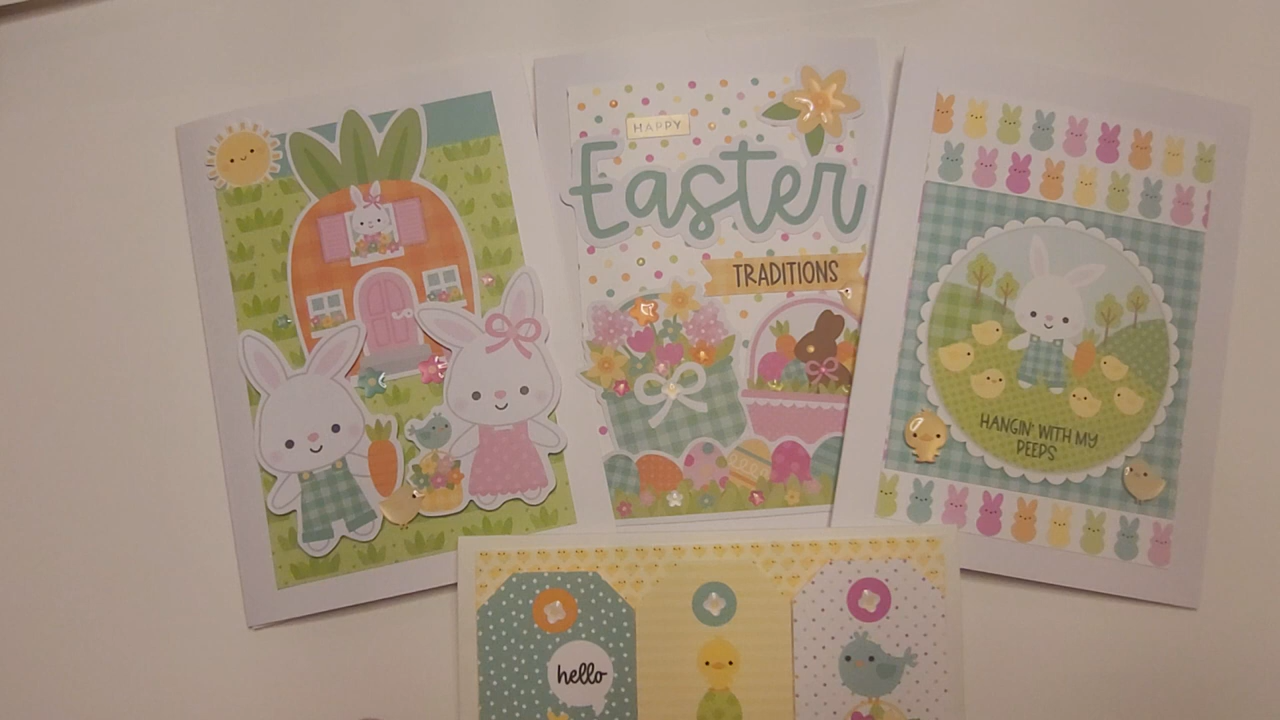 HAPPY
Easter
TRADITIONS
HANGIN' WITH MY
PEEPS
hello